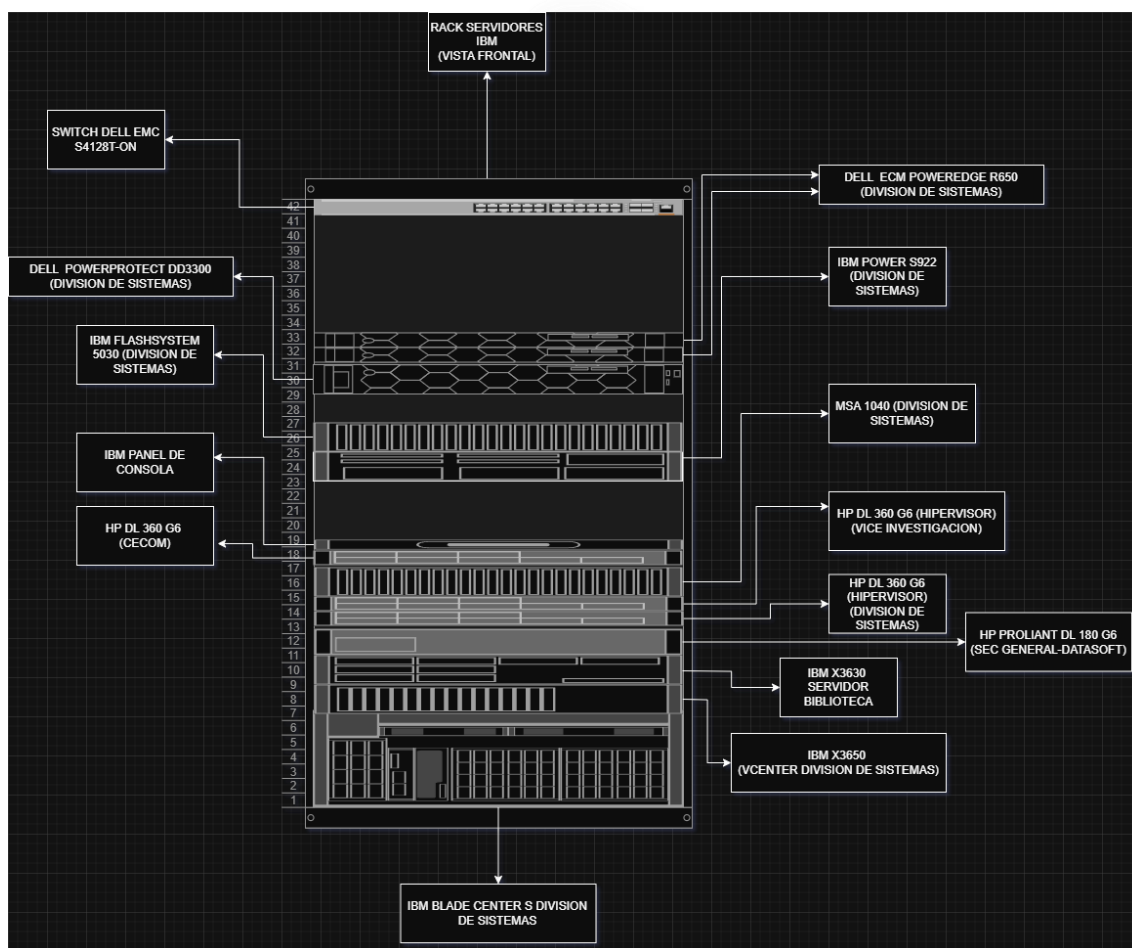 RACK SERVIDORES
IBM
(VISTA FRONTAL)
SWITCH DELL EMC
S4128T-ON
DELL ECM POWEREDGE R650
(DIVISION DE SISTEMAS)
DELL POWERPROTECT DD3300
(DIVISION DE SISTEMAS)
IBM POWER S922
(DIVISION DE
SISTEMAS)
IBM FLASHSYSTEM
5030 (DIVISION DE
SISTEMAS)
MSA 1040 (DIVISION DE
SISTEMAS)
IBM PANEL DE
CONSOLA
HP DL 360 G6
(CECOM)
HP DL 360 G6 (HIPERVISOR)
(VICE INVESTIGACION)
HP DL 360 G6
(HIPERVISOR)
(DIVISION DE
SISTEMAS)
HP PROLIANT DL 180 G6
(SEC GENERAL-DATASOFT)
IBM X3630
SERVIDOR
BIBLIOTECA
IBM X3650
(VCENTER DIVISION DE SISTEMAS)
42
41
40
39
38
37
36
35
34
33
32
31
30
29
28
27
26
25
24
23
22
21
20
19
18
17
16
15
14
13
12
11
10
9
8
7
6
5
4
3
2
1
IBM BLADE CENTER S DIVISION
DE SISTEMAS